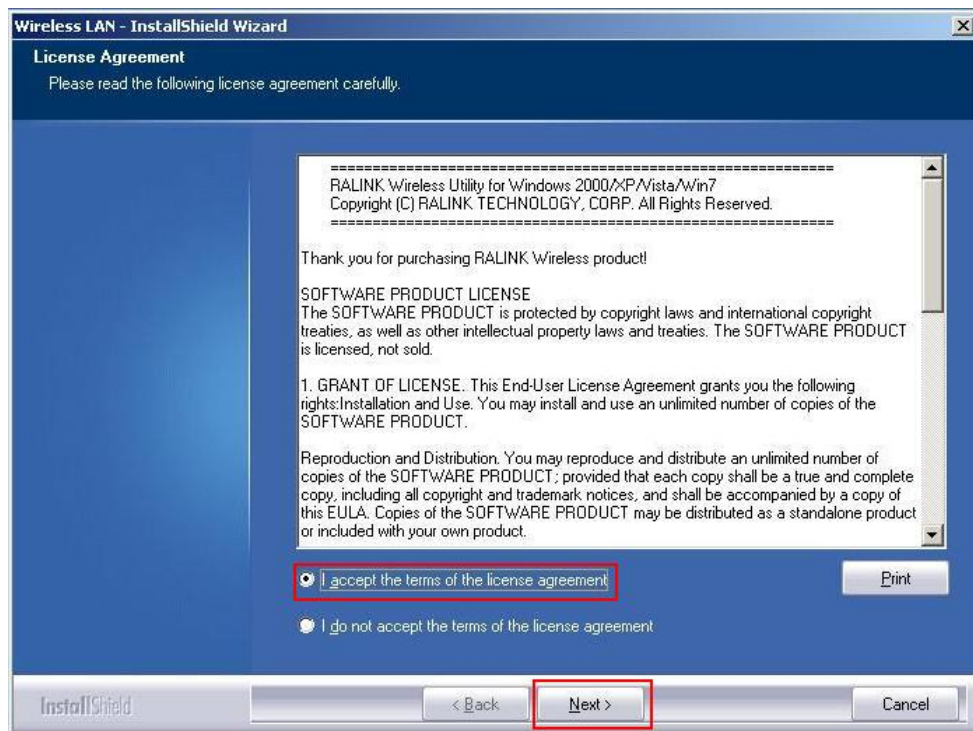 Wireless LAN - InstallShield Wizard
License Agreement
Please read the following license agreement carefully.
============================================================
RALINK Wireless Utility for Windows 2000/XP/Vista/Win7
Copyright (C) RALINK TECHNOLOGY, CORP. All Rights Reserved.
============================================================
Thank you for purchasing RALINK Wireless product!
SOFTWARE PRODUCT LICENSE
The SOFTWARE PRODUCT is protected by copyright laws and international copyright
treaties, as well as other intellectual property laws and treaties. The SOFTWARE PRODUCT
is licensed, not sold.
1. GRANT OF LICENSE. This End-User License Agreement grants you the following
rights:Installation and Use. You may install and use an unlimited number of copies of the
SOFTWARE PRODUCT.
Reproduction and Distribution. You may reproduce and distribute an unlimited number of
copies of the SOFTWARE PRODUCT; provided that each copy shall be a true and complete
copy, including all copyright and trademark notices, and shall be accompanied by a copy of
this EULA. Copies of the SOFTWARE PRODUCT may be distributed as a standalone product
or included with your own product.
I accept the terms of the license agreement
Print
I do not accept the terms of the license agreement
InstallShield
< Back
Next >
Cancel